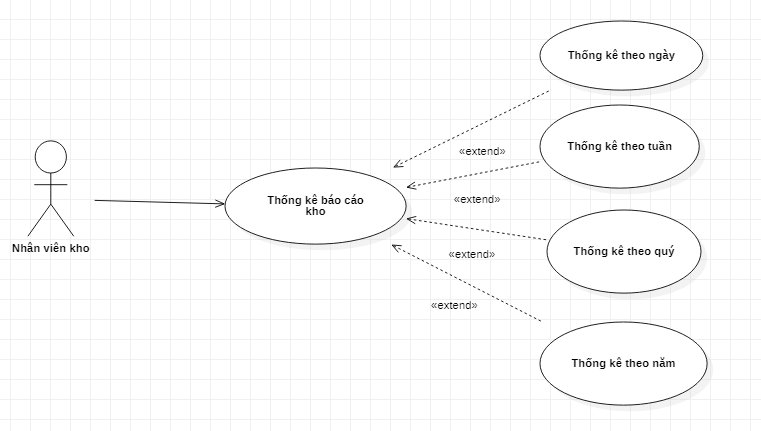 Thống kê theo ngày
«extend»
Thống kê theo tuần
Thống kê báo cáo
kho
«extend»
Nhân viên kho
«extend»
Thống kê theo quý
«extend»
Thống kê theo năm